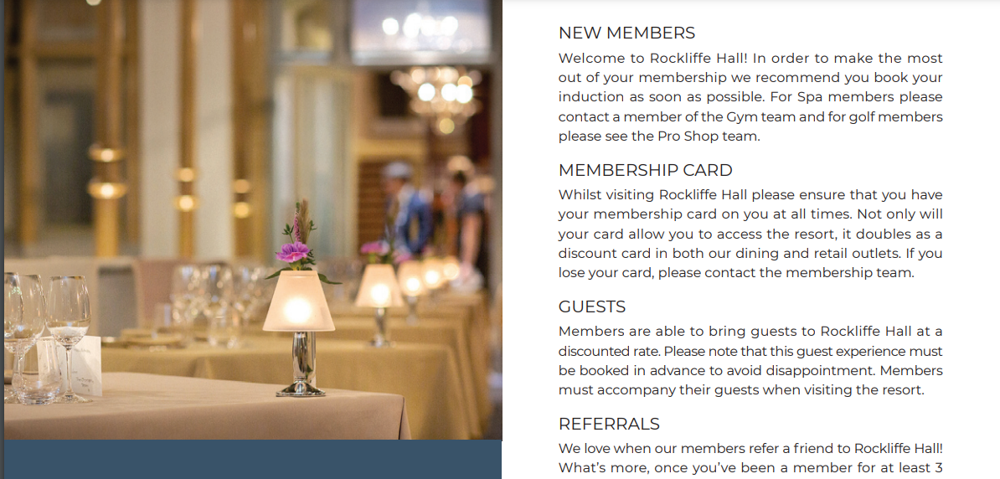 NEW MEMBERS
Welcome to Rockliffe Hall! In order to make the most
out of your membership we recommend you book your
induction as soon as possible. For Spa members please
contact a member of the Gym team and for golf members
please see the Pro Shop team.
MEMBERSHIP CARD
Whilst visiting Rockliffe Hall please ensure that you have
your membership card on you at all times. Not only will
your card allow you to access the resort, it doubles as a
discount card in both our dining and retail outlets. If you
lose your card, please contact the membership team.
GUESTS
Members are able to bring guests to Rockliffe Hall at a
discounted rate. Please note that this guest experience must
be booked in advance to avoid disappointment. Members
must accompany their guests when visiting the resort.
REFERRALS
We love when our members refer a friend to Rockliffe Hall!
What's more, once you've been a member for at least 3